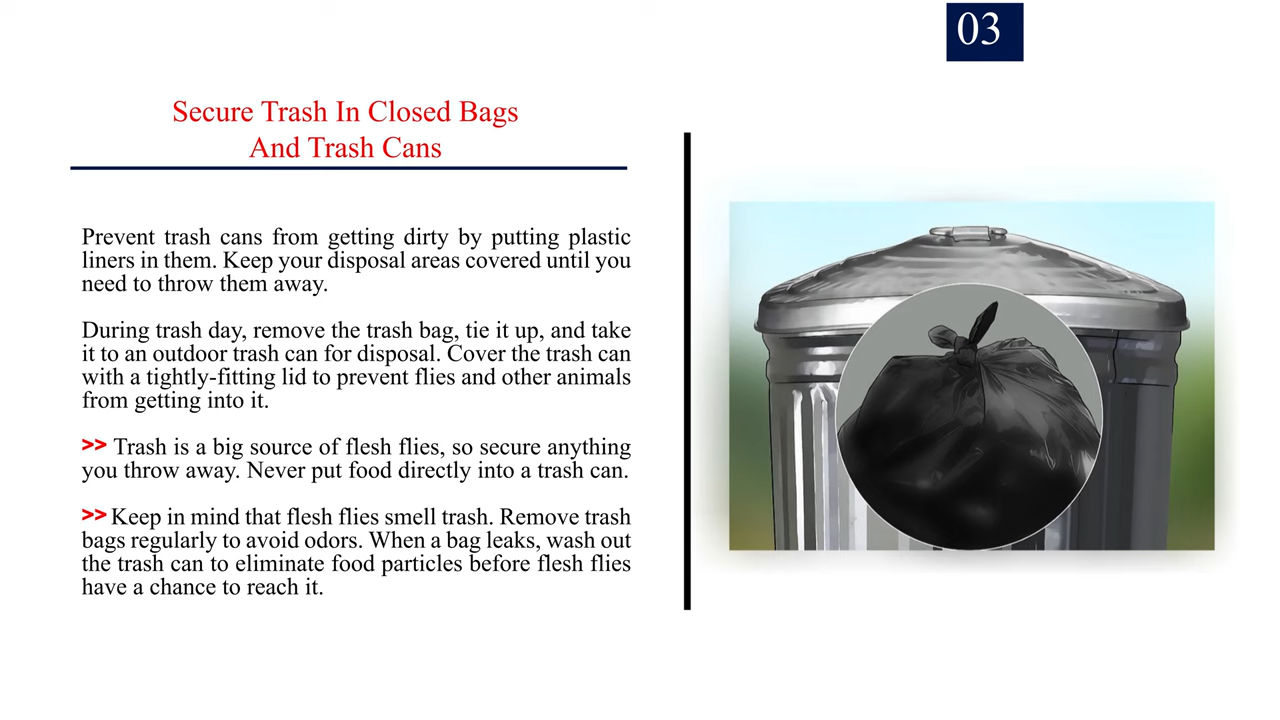 03
Secure Trash In Closed Bags
And Trash Cans
Prevent trash cans from getting dirty by putting plastic
liners in them. Keep your disposal areas covered until you
need to throw them away.
During trash day, remove the trash bag, tie it up, and take
it to an outdoor trash can for disposal. Cover the trash can
with a tightly-fitting lid to prevent flies and other animals
from getting into it.
>> Trash is a big source of flesh flies, so secure anything
you throw away. Never put food directly into a trash can.
>> Keep in mind that flesh flies smell trash. Remove trash
bags regularly to avoid odors. When a bag leaks, wash out
the trash can to eliminate food particles before flesh flies
have a chance to reach it.